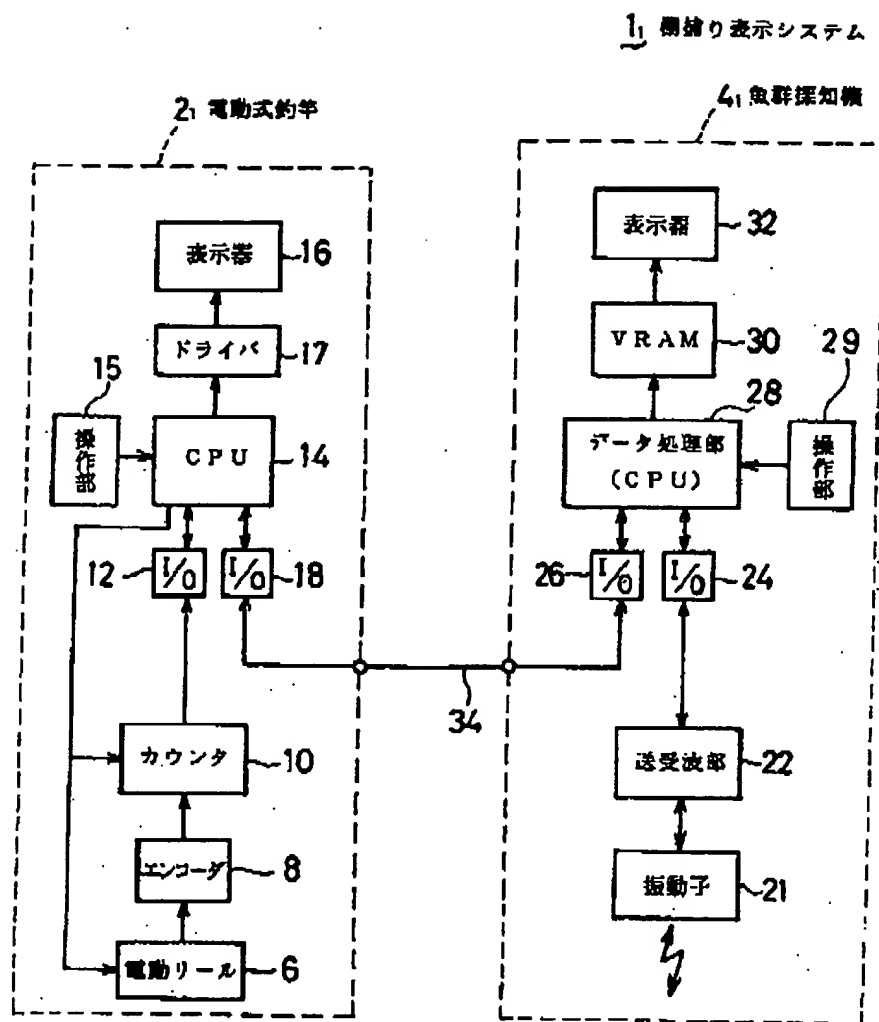 1₁ 棚捕り表示システム
2₁ 電動式釣竿
4₁ 魚群探知機
表示器
16
ドライバ
17
15
操作部
CPU
14
12
I/O
I/O
18
カウンタ
10
エンコーダ
8
電動リール
6
34
表示器
32
VRAM
30
29
28
データ処理部
(CPU)
操作部
26
I/O
I/O
24
送受波部
22
振動子
21